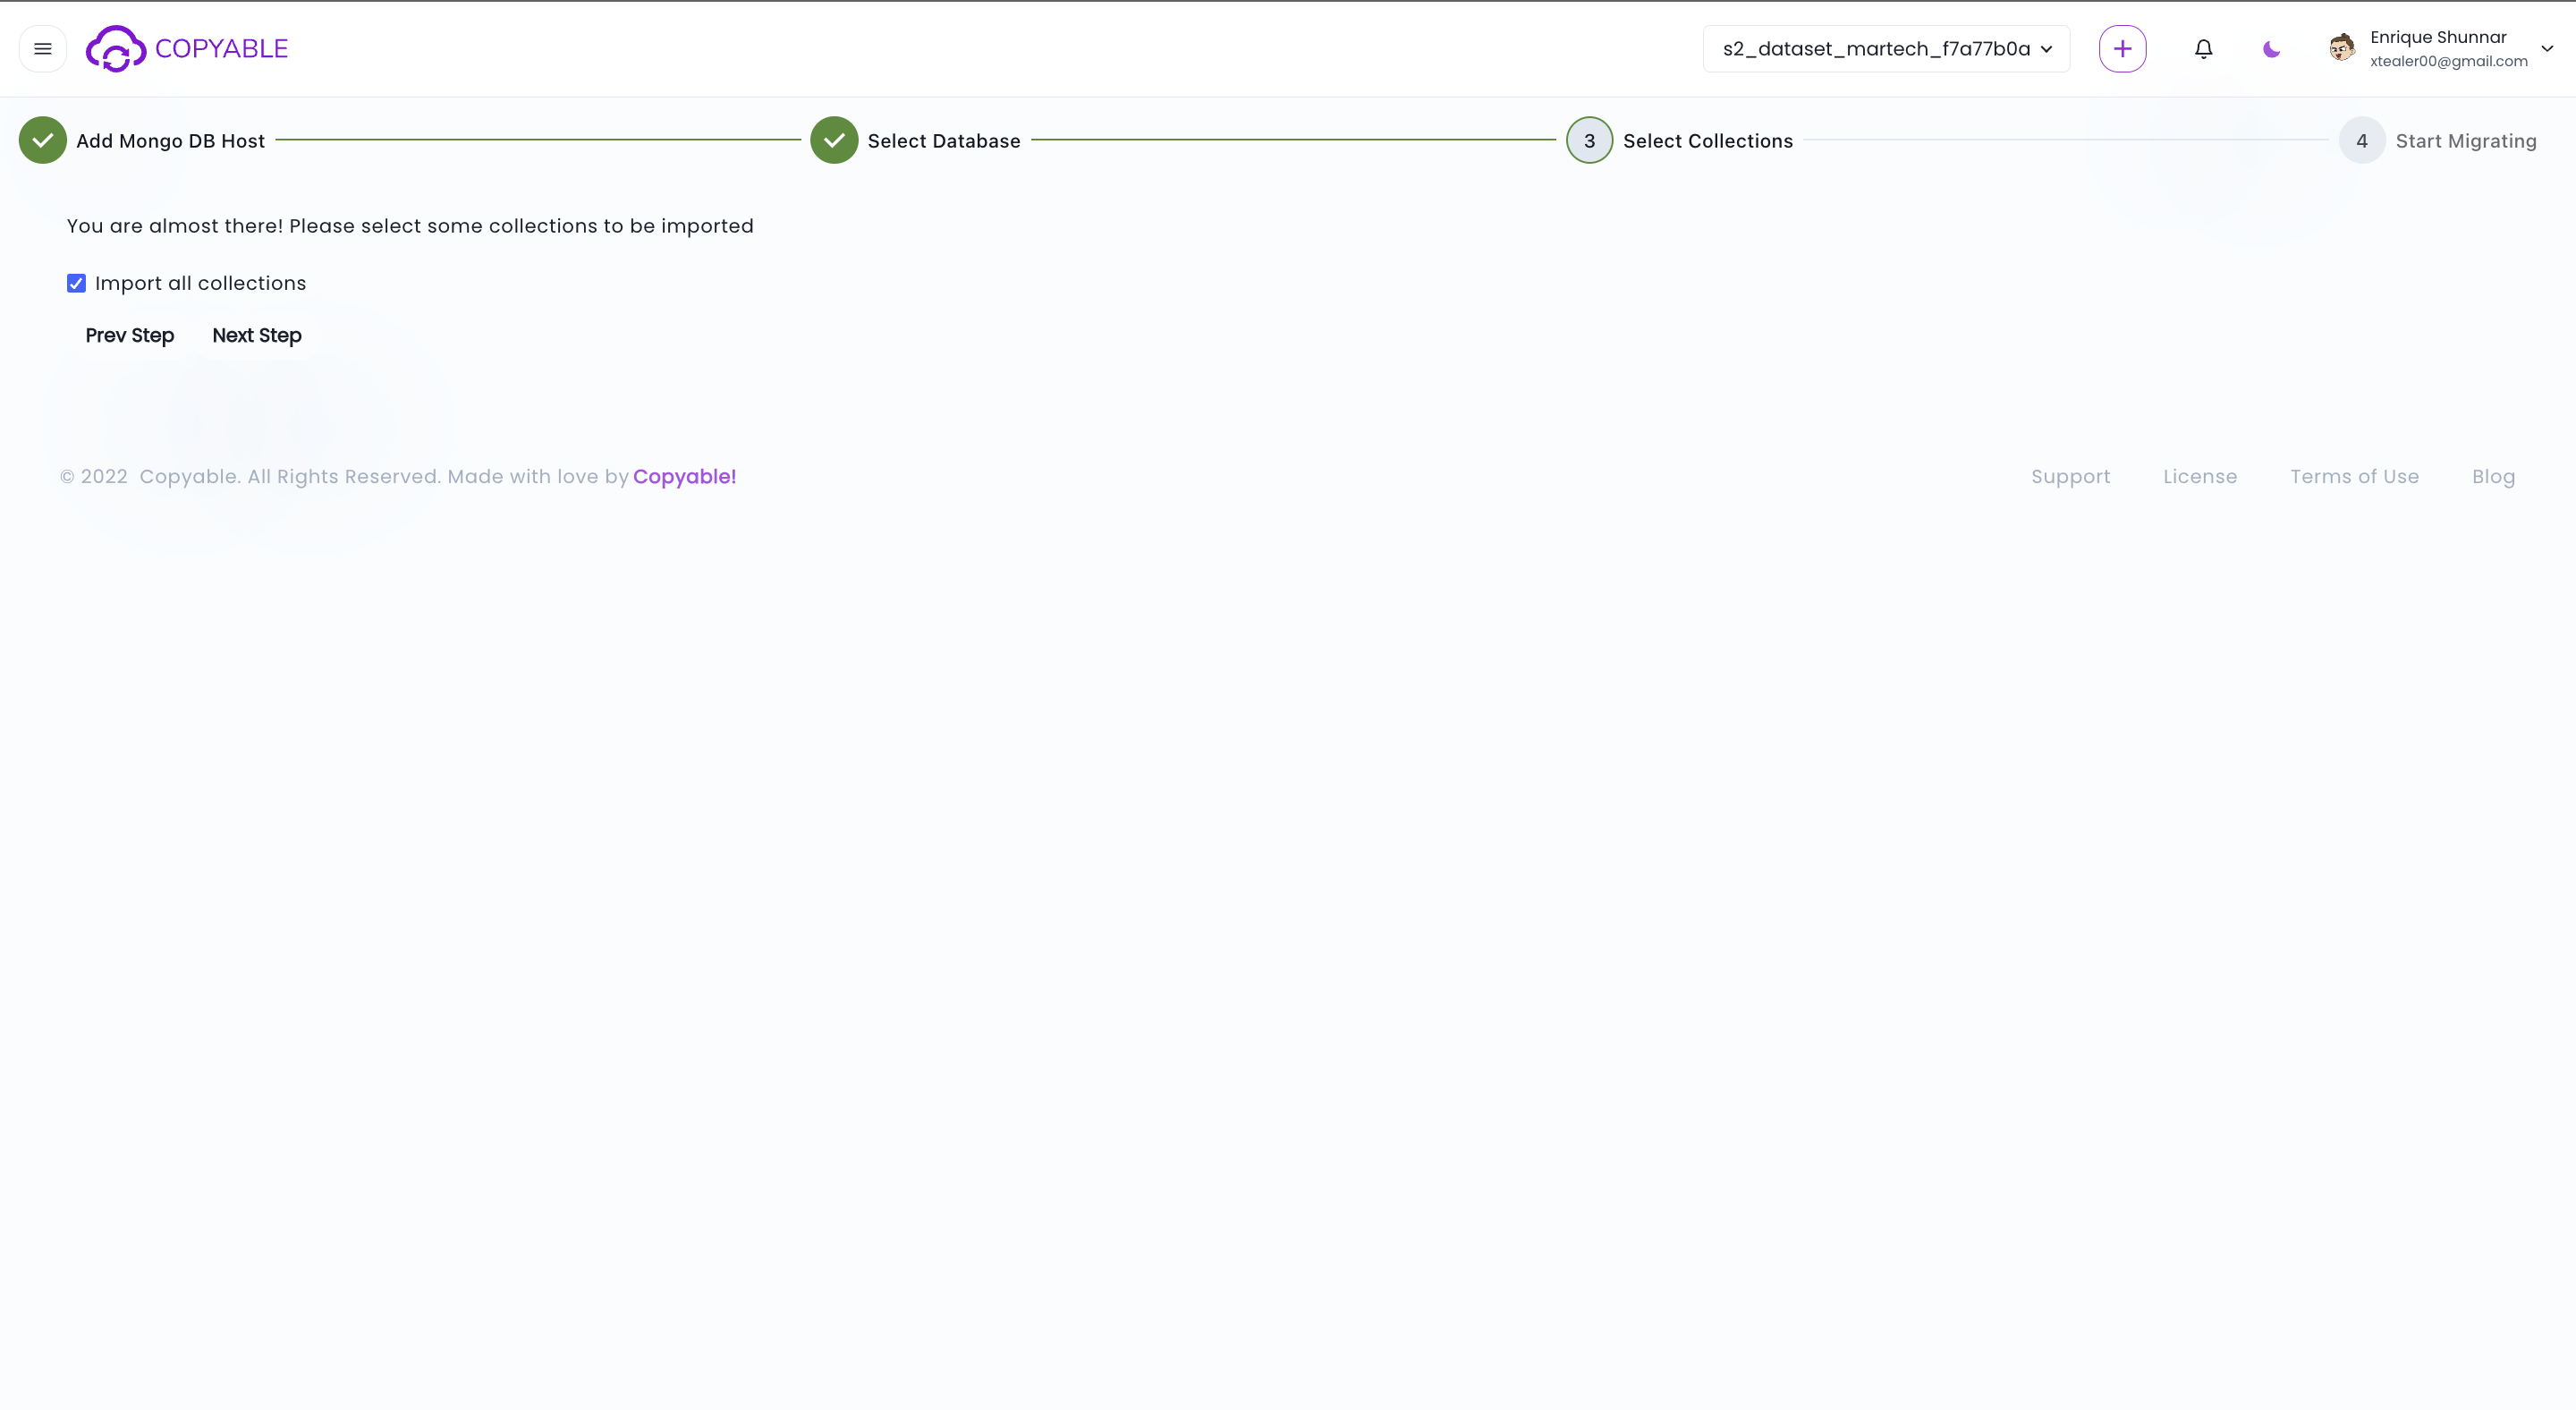 COPYABLE
s2_dataset_martech_f7a77b0a
Enrique Shunnar
xtealer00@gmail.com
Add Mongo DB Host
Select Database
3 Select Collections
4 Start Migrating
You are almost there! Please select some collections to be imported
Import all collections
Prev Step Next Step
© 2022 Copyable. All Rights Reserved. Made with love by Copyable!
Support License Terms of Use Blog